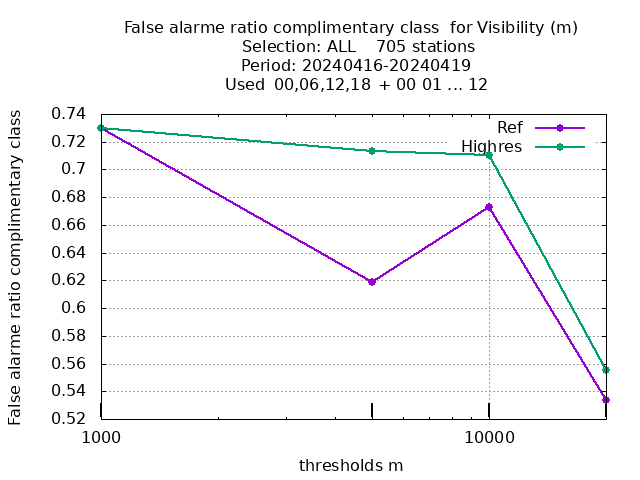 False alarme ratio complimentary class  for Visibility (m)
Selection: ALL    705 stations
Period: 20240416-20240419
Used  00,06,12,18 + 00 01 ... 12
False alarme ratio complimentary class
0.74
0.72
0.7
0.68
0.66
0.64
0.62
0.6
0.58
0.56
0.54
0.52
Ref
Highres
1000
10000
thresholds m